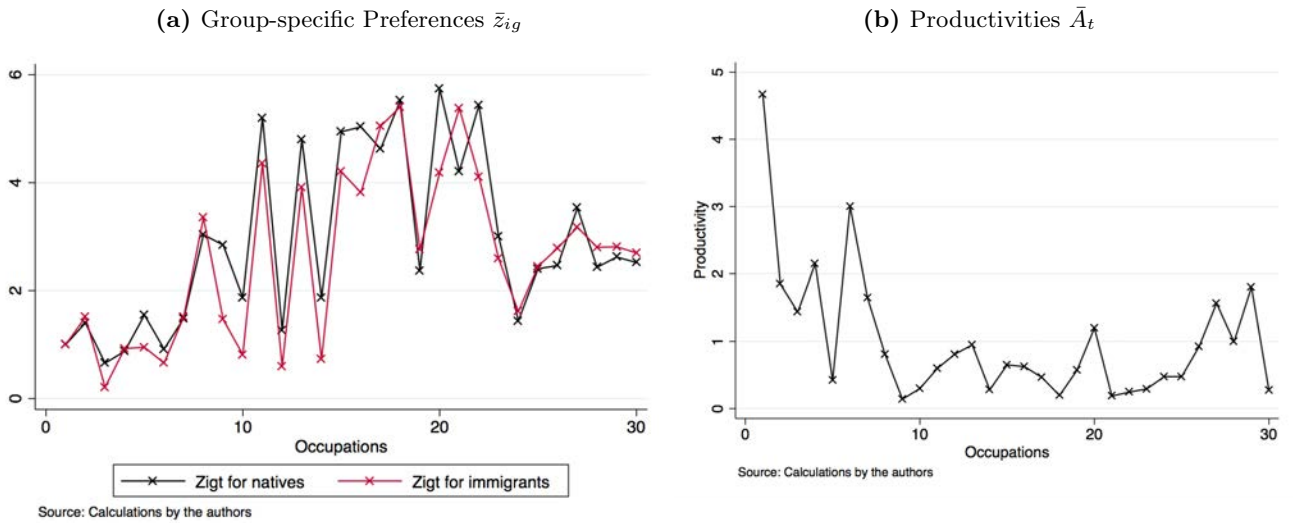 (a) Group-specific Preferences z̄ig
6
4
2
0
0 10 20 30
Occupations
Zigt for natives Zigt for immigrants
Source: Calculations by the authors
(b) Productivities Āt
5
4
3
2
1
0
Productivity
0 10 20 30
Occupations
Source: Calculations by the authors